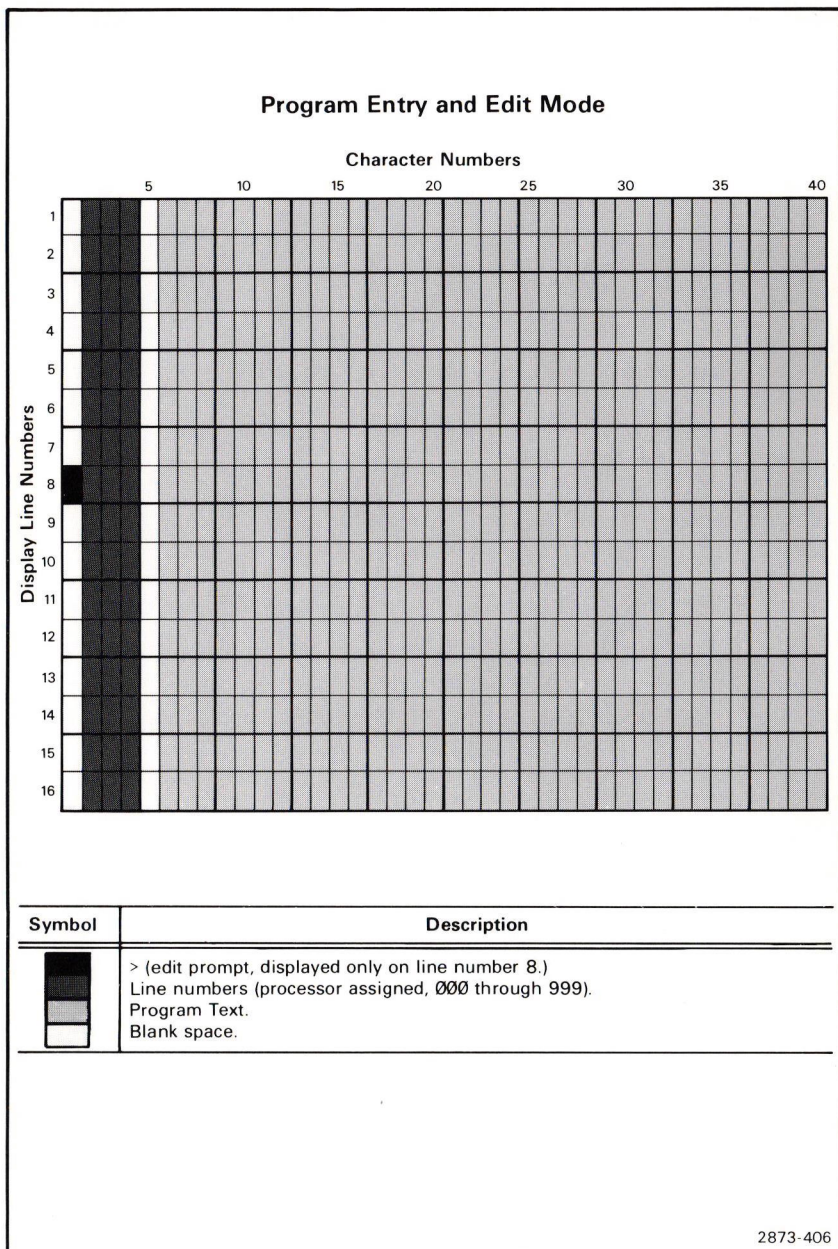 Program Entry and Edit Mode
Character Numbers
5 10 15 20 25 30 35 40
Display Line Numbers
1
2
3
4
5
6
7
8
9
10
11
12
13
14
15
16
Symbol Description
> (edit prompt, displayed only on line number 8.)
Line numbers (processor assigned, 000 through 999).
Program Text.
Blank space.
2873-406